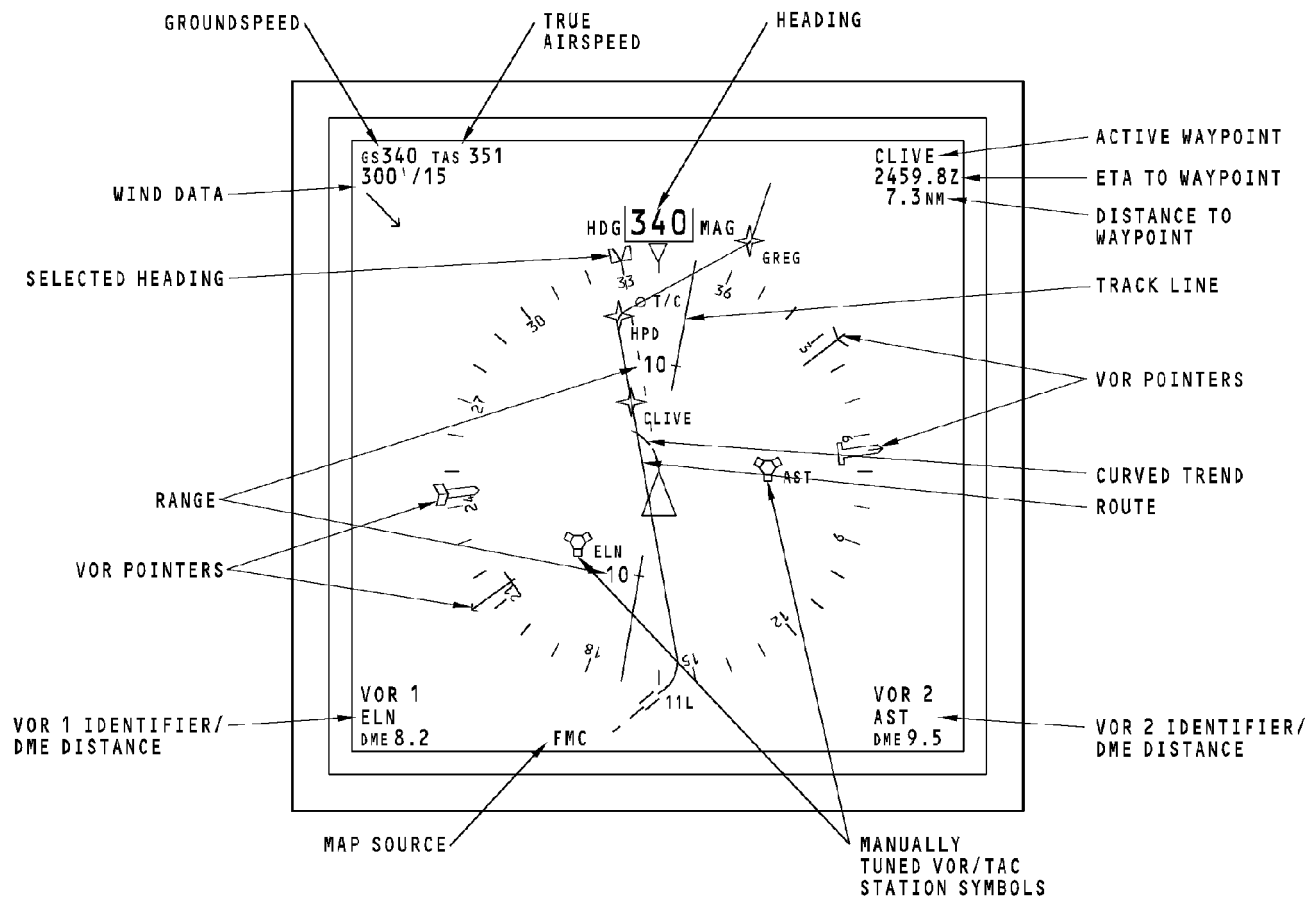 GROUNDSPEED
TRUE
AIRSPEED
HEADING
GS340 TAS 351
300'/15
WIND DATA
HDG 340 MAG
CLIVE
2459.8Z
7.3NM
ACTIVE WAYPOINT
ETA TO WAYPOINT
DISTANCE TO
WAYPOINT
SELECTED HEADING
GREG
33
36
T/C
TRACK LINE
30
HPD
3
10
VOR POINTERS
27
CLIVE
6
AST
CURVED TREND
RANGE
24
ROUTE
ELN
9
VOR POINTERS
10
21
12
18
15
11L
VOR 1
ELN
DME 8.2
VOR 1 IDENTIFIER/
DME DISTANCE
FMC
VOR 2
AST
DME 9.5
VOR 2 IDENTIFIER/
DME DISTANCE
MAP SOURCE
MANUALLY
TUNED VOR/TAC
STATION SYMBOLS